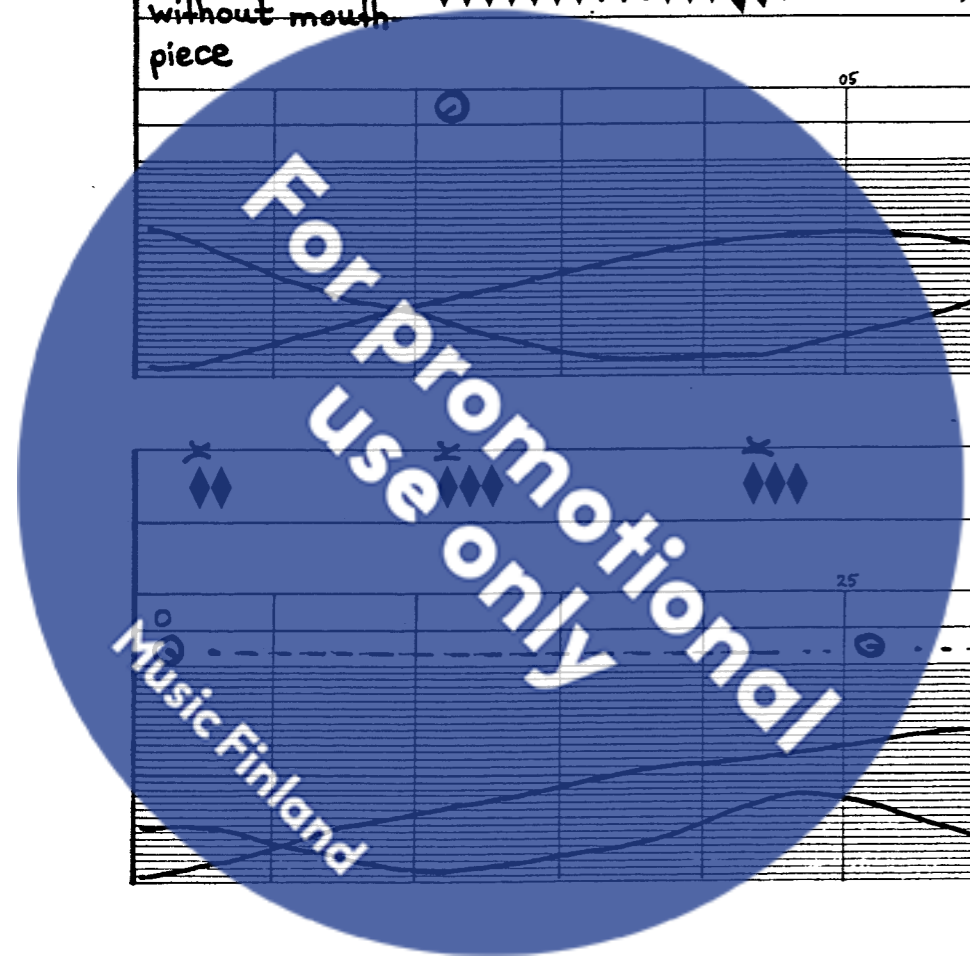 without mouth
piece
05
For promotional
use only
25
Music Finland